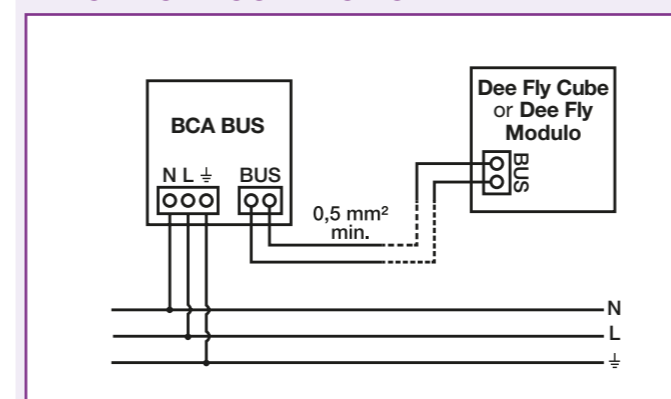 BCA BUS
N L ⏚
BUS
0,5 mm²
min.
Dee Fly Cube
or Dee Fly
Modulo
BUS
N
L
⏚